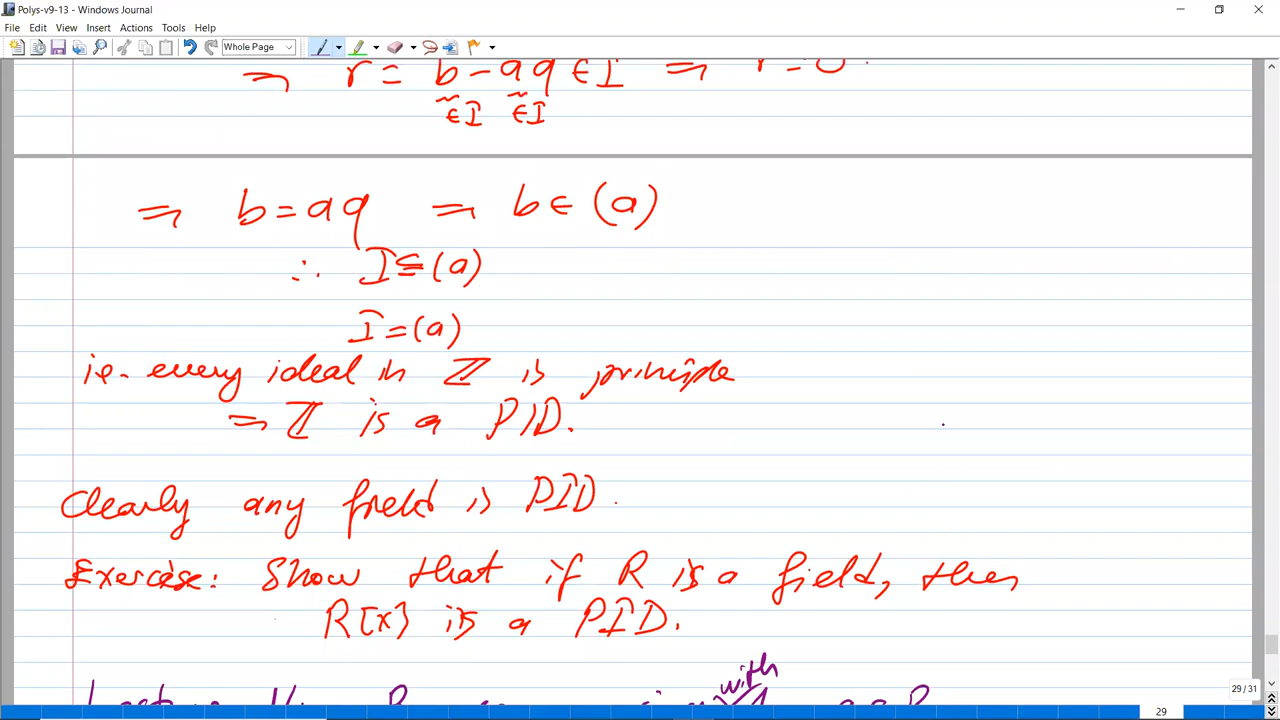 Polys-v9-13 - Windows Journal
File Edit View Insert Actions Tools Help
Whole Page
⇒ r = b - aq ∈ I ⇒ r = 0.
∈I ∈I
⇒ b = aq ⇒ b ∈ (a)
∴ I ⊆ (a)
I = (a)
i.e. every ideal in ℤ is principle
⇒ ℤ is a PID.
Clearly any field is PID.
Exercise: Show that if R is a field, then
R[x] is a PID.
with
R
29 / 31
29